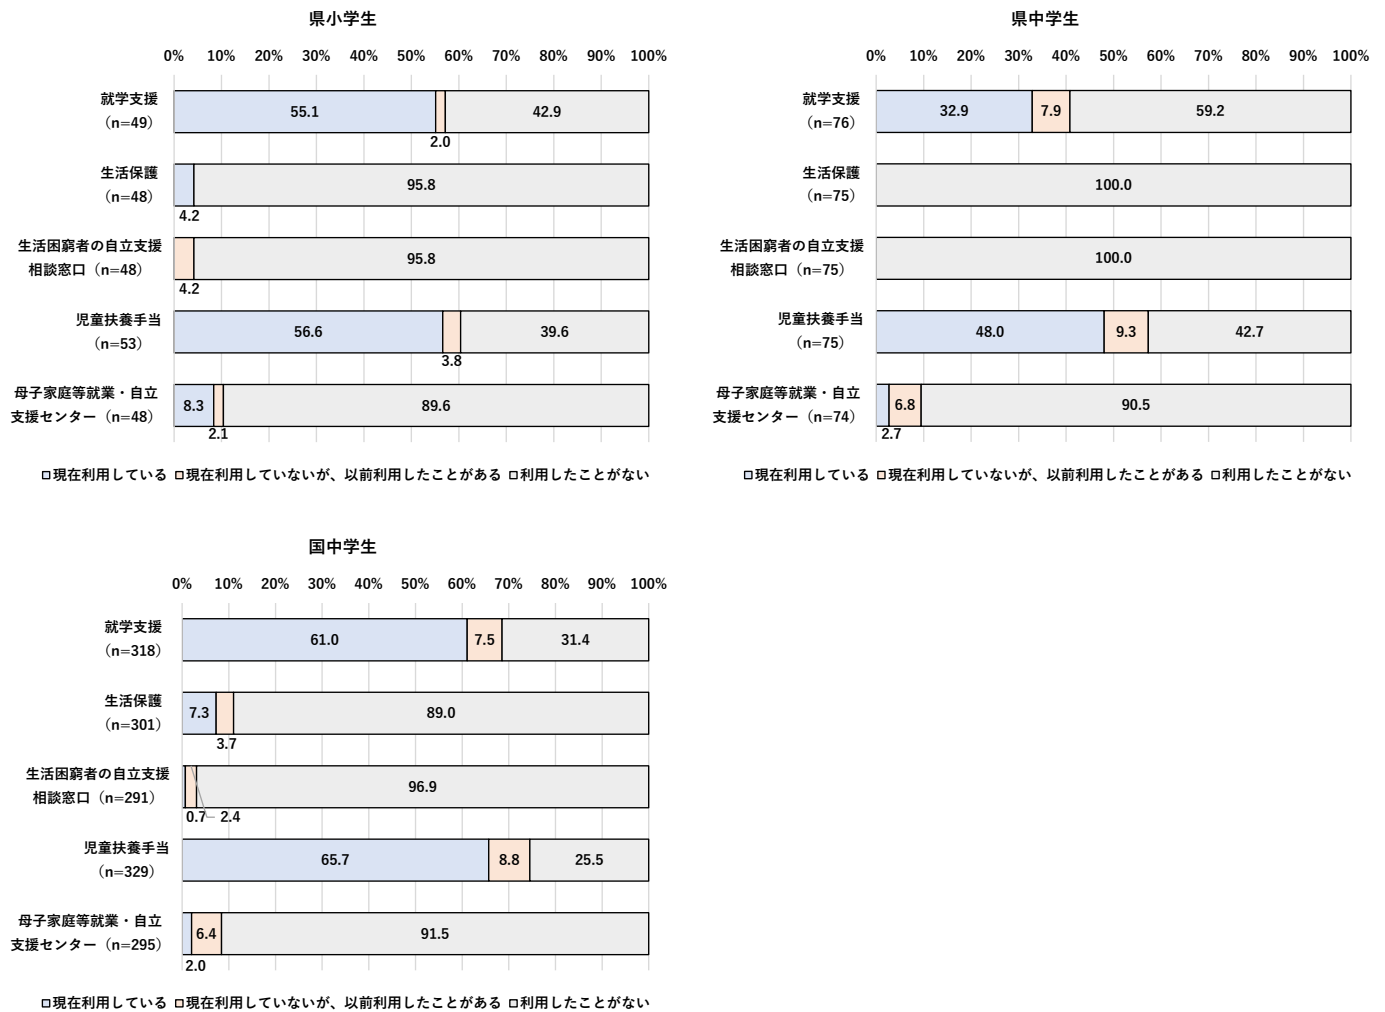 県小学生
0% 10% 20% 30% 40% 50% 60% 70% 80% 90% 100%
就学支援
（n=49）
55.1
2.0
42.9
生活保護
（n=48）
4.2
95.8
生活困窮者の自立支援
相談窓口（n=48）
4.2
95.8
児童扶養手当
（n=53）
56.6
3.8
39.6
母子家庭等就業・自立
支援センター（n=48）
8.3
2.1
89.6
現在利用している 現在利用していないが、以前利用したことがある 利用したことがない
県中学生
0% 10% 20% 30% 40% 50% 60% 70% 80% 90% 100%
就学支援
（n=76）
32.9
7.9
59.2
生活保護
（n=75）
100.0
生活困窮者の自立支援
相談窓口（n=75）
100.0
児童扶養手当
（n=75）
48.0
9.3
42.7
母子家庭等就業・自立
支援センター（n=74）
2.7
6.8
90.5
現在利用している 現在利用していないが、以前利用したことがある 利用したことがない
国中学生
0% 10% 20% 30% 40% 50% 60% 70% 80% 90% 100%
就学支援
（n=318）
61.0
7.5
31.4
生活保護
（n=301）
7.3
3.7
89.0
生活困窮者の自立支援
相談窓口（n=291）
0.7
2.4
96.9
児童扶養手当
（n=329）
65.7
8.8
25.5
母子家庭等就業・自立
支援センター（n=295）
2.0
6.4
91.5
現在利用している 現在利用していないが、以前利用したことがある 利用したことがない